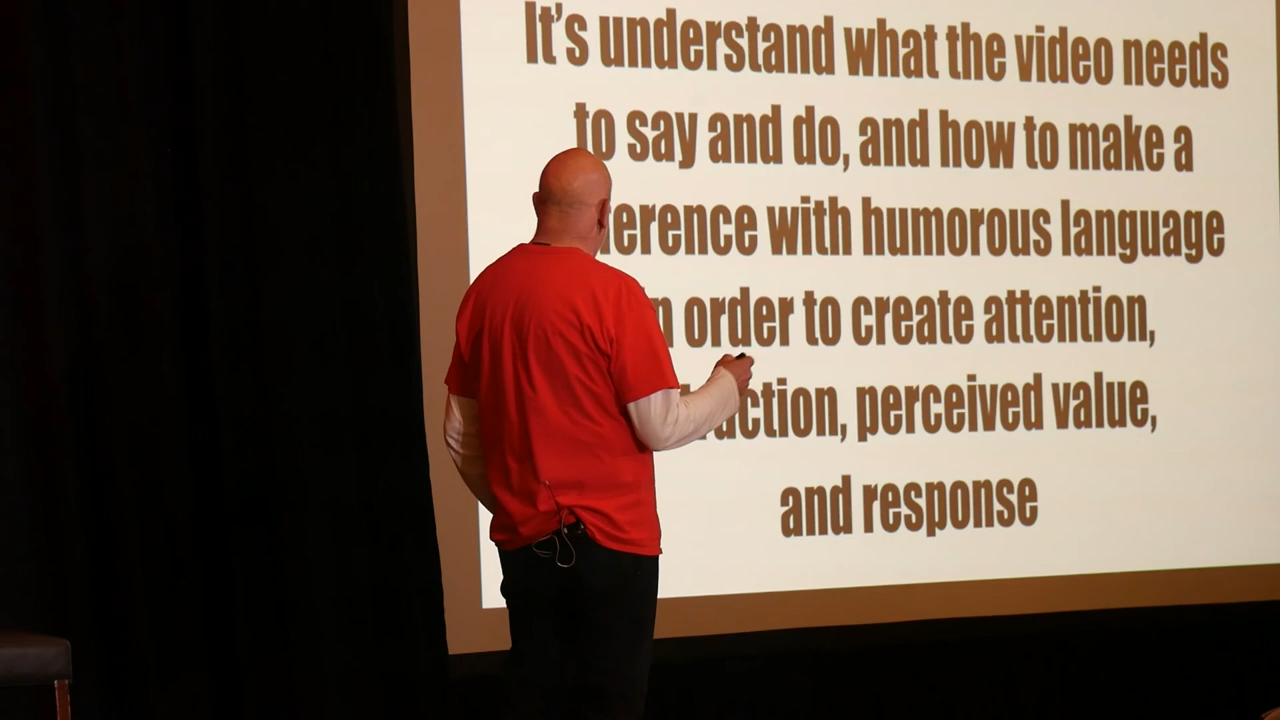 It's understand what the video needs
to say and do, and how to make a
with humorous language
order to create attention,
perceived value,
and response